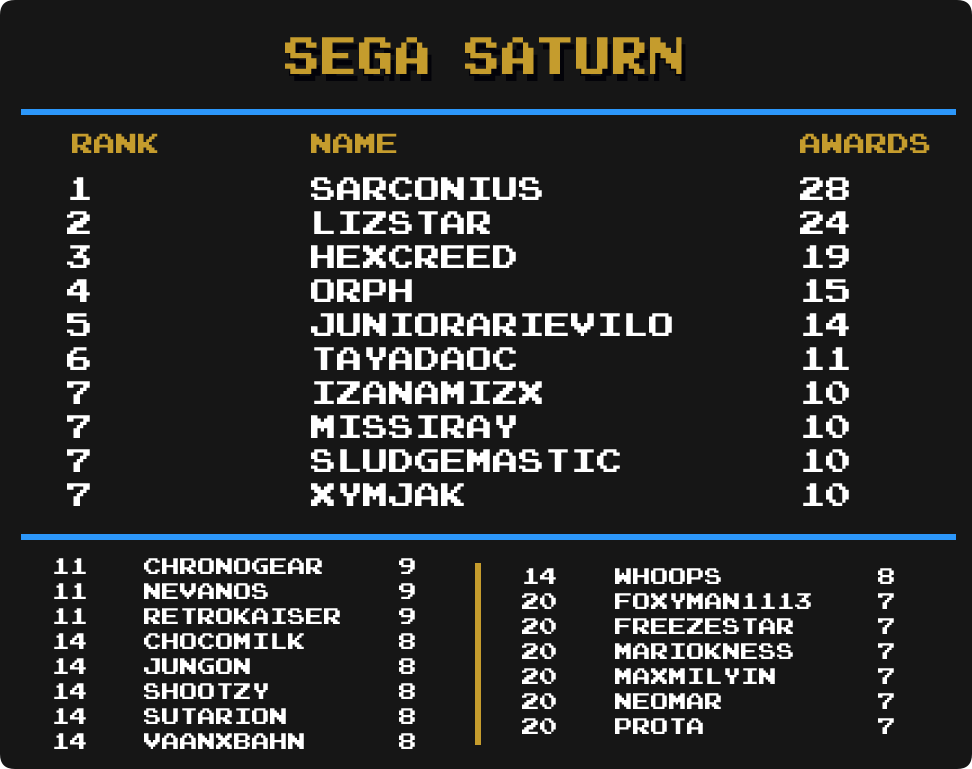 SEGA SATURN
RANK NAME AWARDS
1 SARCONIUS 28
2 LIZSTAR 24
3 HEXCREED 19
4 ORPH 15
5 JUNIORARIEVILO 14
6 TAYADAOC 11
7 IZANAMIZX 10
7 MISSIRAY 10
7 SLUDGEMASTIC 10
7 XYMJAK 10
11 CHRONOGEAR 9
11 NEVANOS 9
11 RETROKAISER 9
14 CHOCOMILK 8
14 JUNGON 8
14 SHOOTZY 8
14 SUTARION 8
14 VAANXBAHN 8
14 WHOOPS 8
20 FOXYMAN1113 7
20 FREEZESTAR 7
20 MARIOKNESS 7
20 MAXMILYIN 7
20 NEOMAR 7
20 PROTA 7